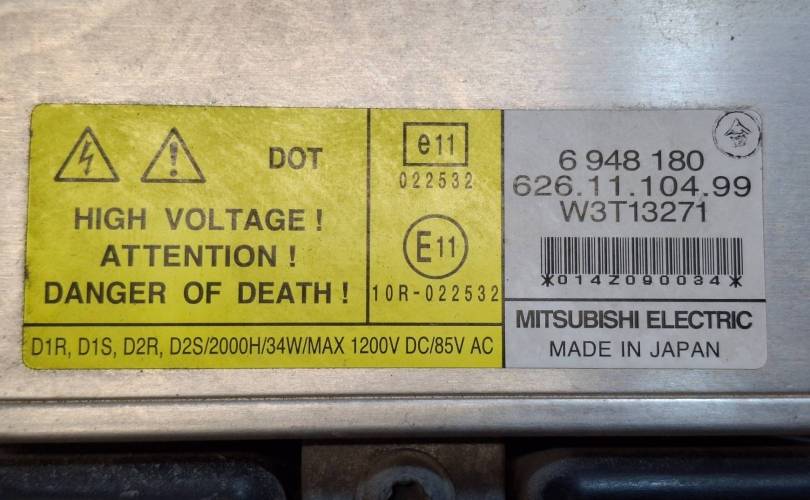 DOT
HIGH VOLTAGE !
ATTENTION !
DANGER OF DEATH !
e11
022532
E11
10R-022532
D1R, D1S, D2R, D2S/2000H/34W/MAX 1200V DC/85V AC
6 948 180
626.11.104.99
W3T13271
*014Z090034*
MITSUBISHI ELECTRIC
MADE IN JAPAN